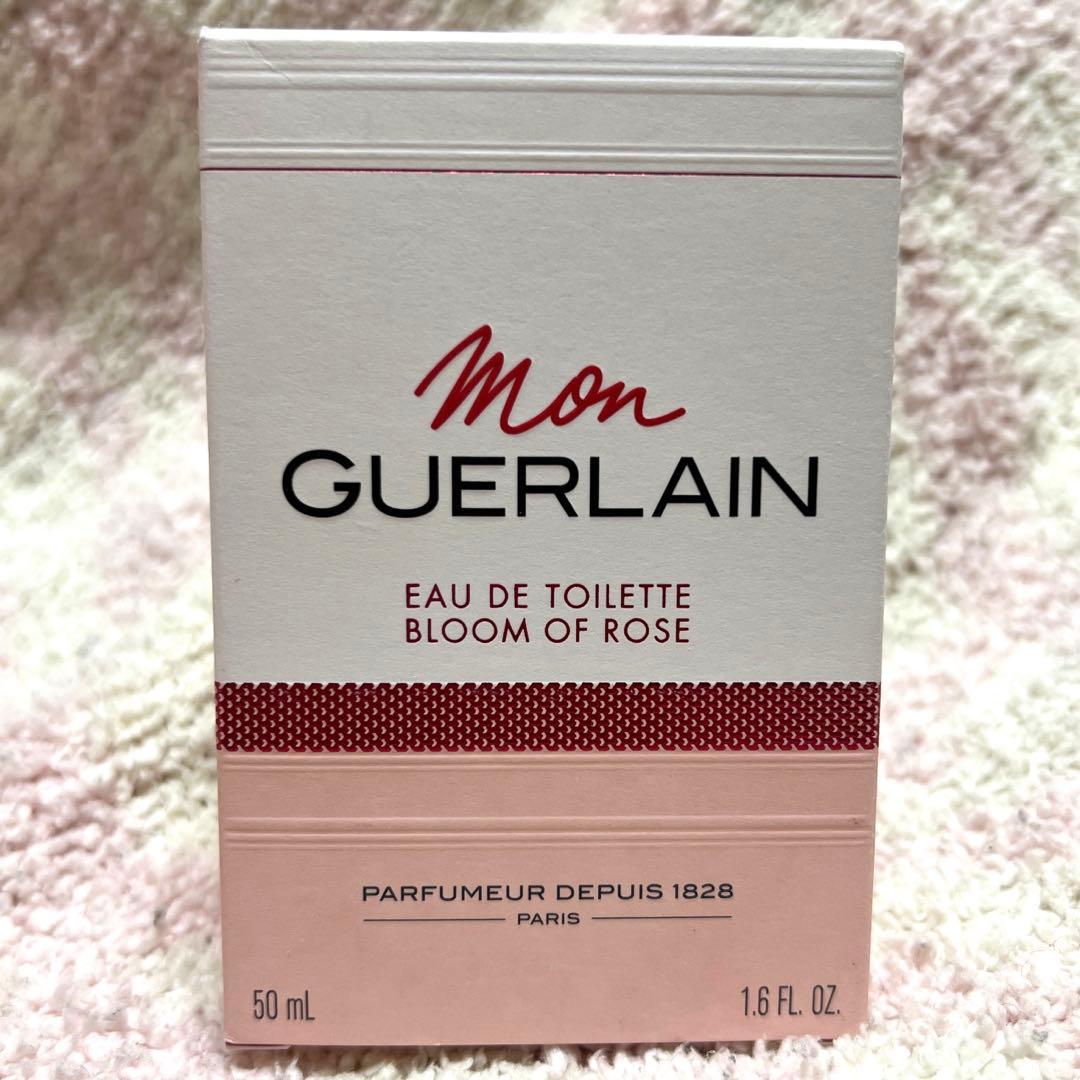 Mon
GUERLAIN
EAU DE TOILETTE
BLOOM OF ROSE
PARFUMEUR DEPUIS 1828
PARIS
50 mL
1.6 FL. OZ.